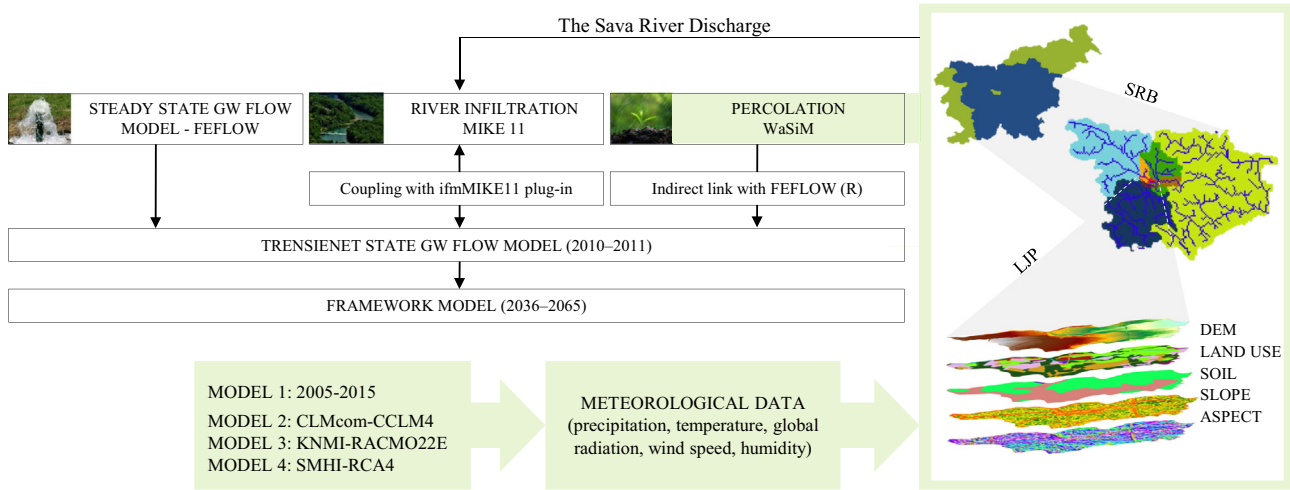 The Sava River Discharge
STEADY STATE GW FLOW
MODEL - FEFLOW
RIVER INFILTRATION
MIKE 11
PERCOLATION
WaSiM
Coupling with ifmMIKE11 plug-in
Indirect link with FEFLOW (R)
TRENSIENET STATE GW FLOW MODEL (2010–2011)
FRAMEWORK MODEL (2036–2065)
MODEL 1: 2005-2015
MODEL 2: CLMcom-CCLM4
MODEL 3: KNMI-RACMO22E
MODEL 4: SMHI-RCA4
METEOROLOGICAL DATA
(precipitation, temperature, global
radiation, wind speed, humidity)
SRB
LJP
DEM
LAND USE
SOIL
SLOPE
ASPECT